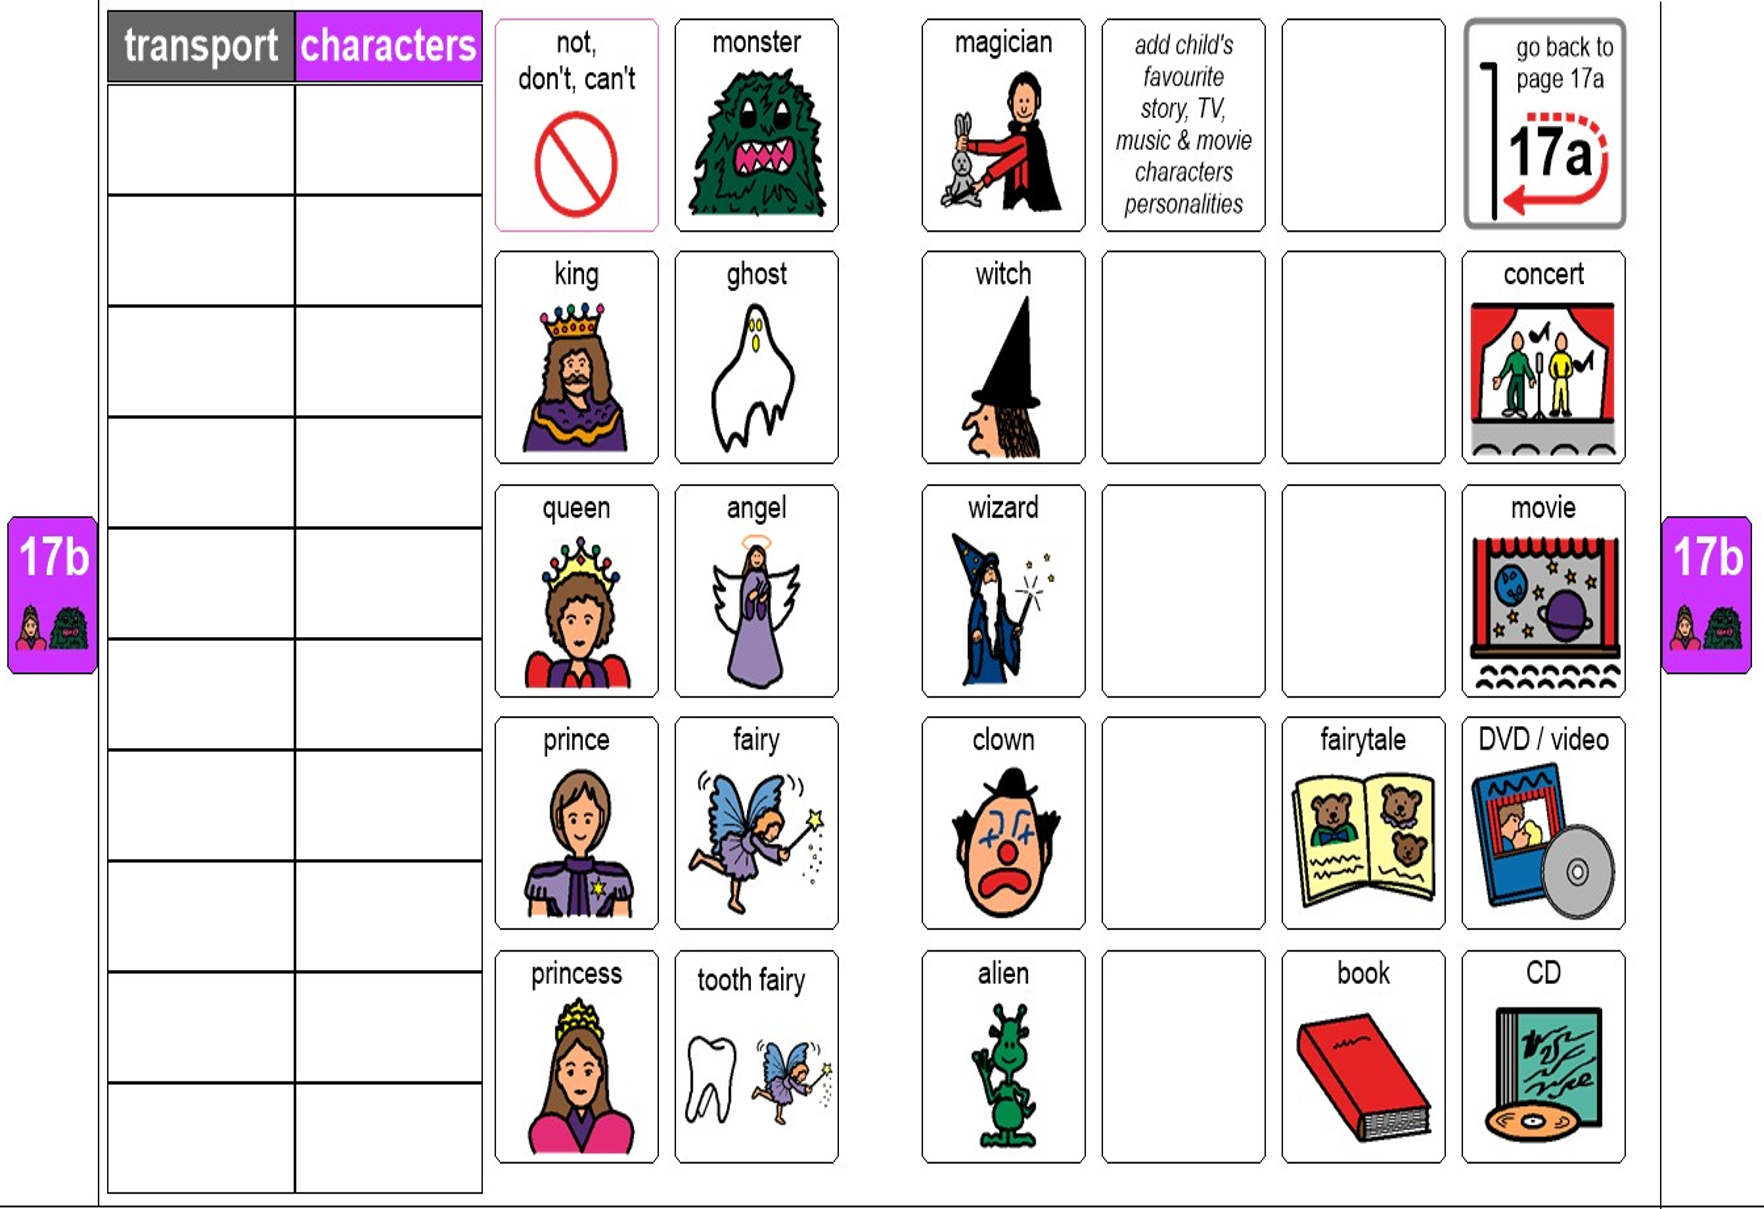 transport characters
not,
don't, can't
monster
magician
add child's
favourite
story, TV,
music & movie
characters
personalities
go back to
page 17a
17a
king
ghost
witch
concert
queen
angel
wizard
movie
17b
17b
prince
fairy
clown
fairytale
DVD / video
princess
tooth fairy
alien
book
CD